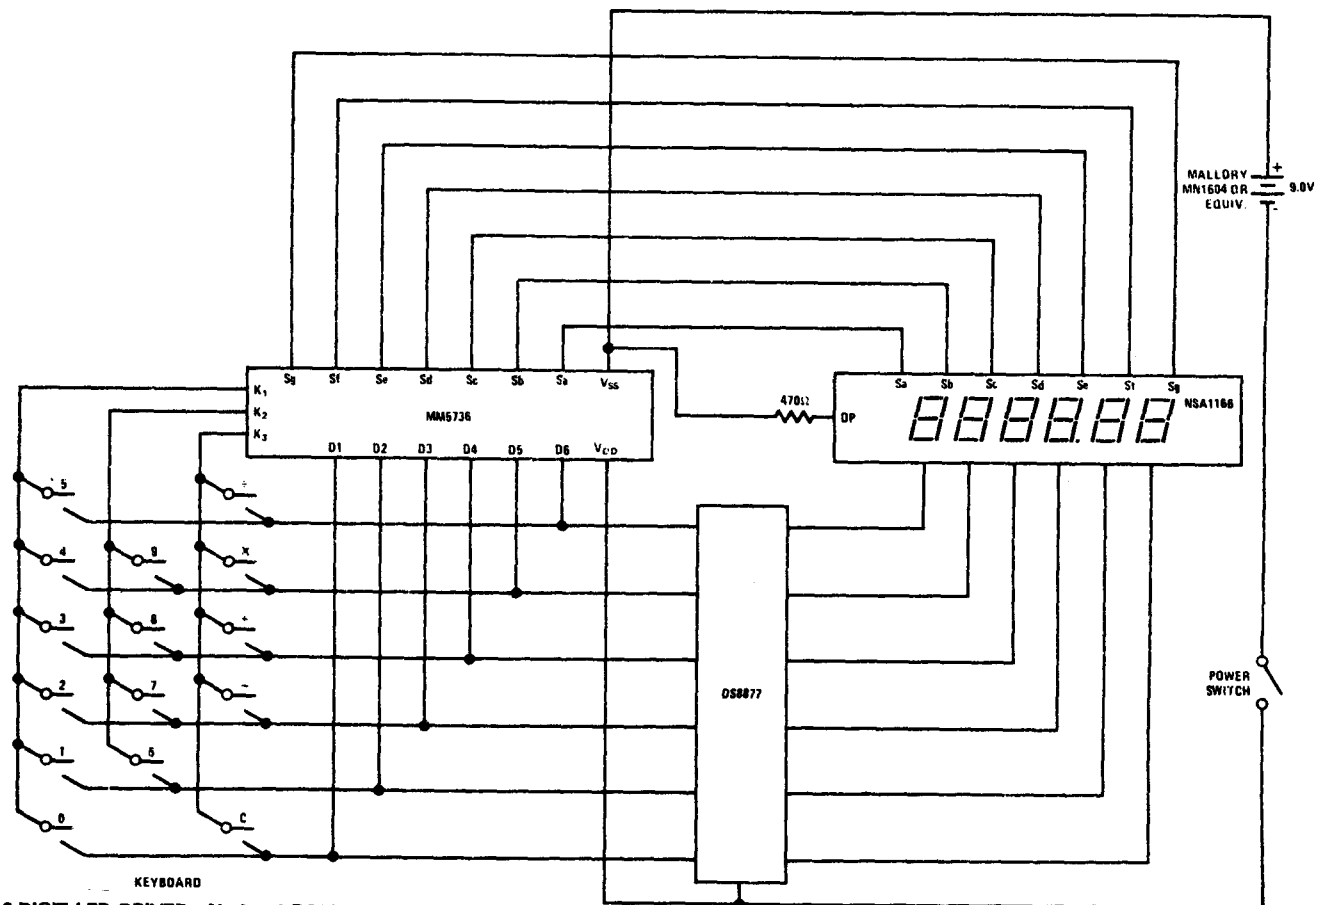 MALLORY
MN1604 OR
EQUIV.
+
-
9.0V
Sg Sf Se Sd Sc Sb Sa VSS
K1
K2
K3
MM5736
D1 D2 D3 D4 D5 D6 VDD
Sa Sb Sc Sd Se Sf Sg
470Ω
DP
NSA1166
5 ÷
4 9 ×
3 8 +
2 7 −
1 6
0 C
DS8877
POWER
SWITCH
KEYBOARD